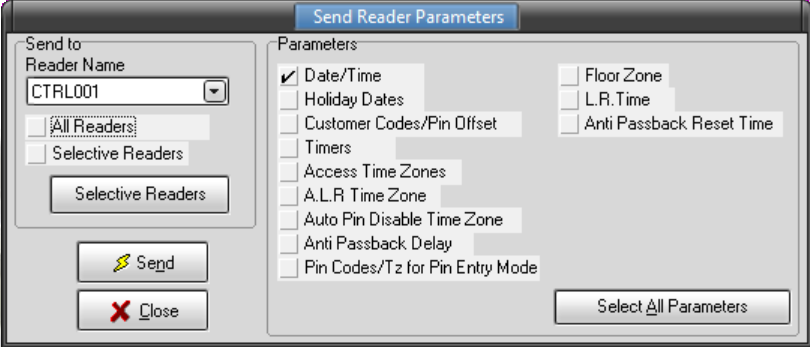 Send Reader Parameters
Send to
Reader Name
CTRL001
All Readers
Selective Readers
Selective Readers
Send
Close
Parameters
Date/Time
Holiday Dates
Customer Codes/Pin Offset
Timers
Access Time Zones
A.L.R Time Zone
Auto Pin Disable Time Zone
Anti Passback Delay
Pin Codes/Tz for Pin Entry Mode
Floor Zone
L.R.Time
Anti Passback Reset Time
Select All Parameters